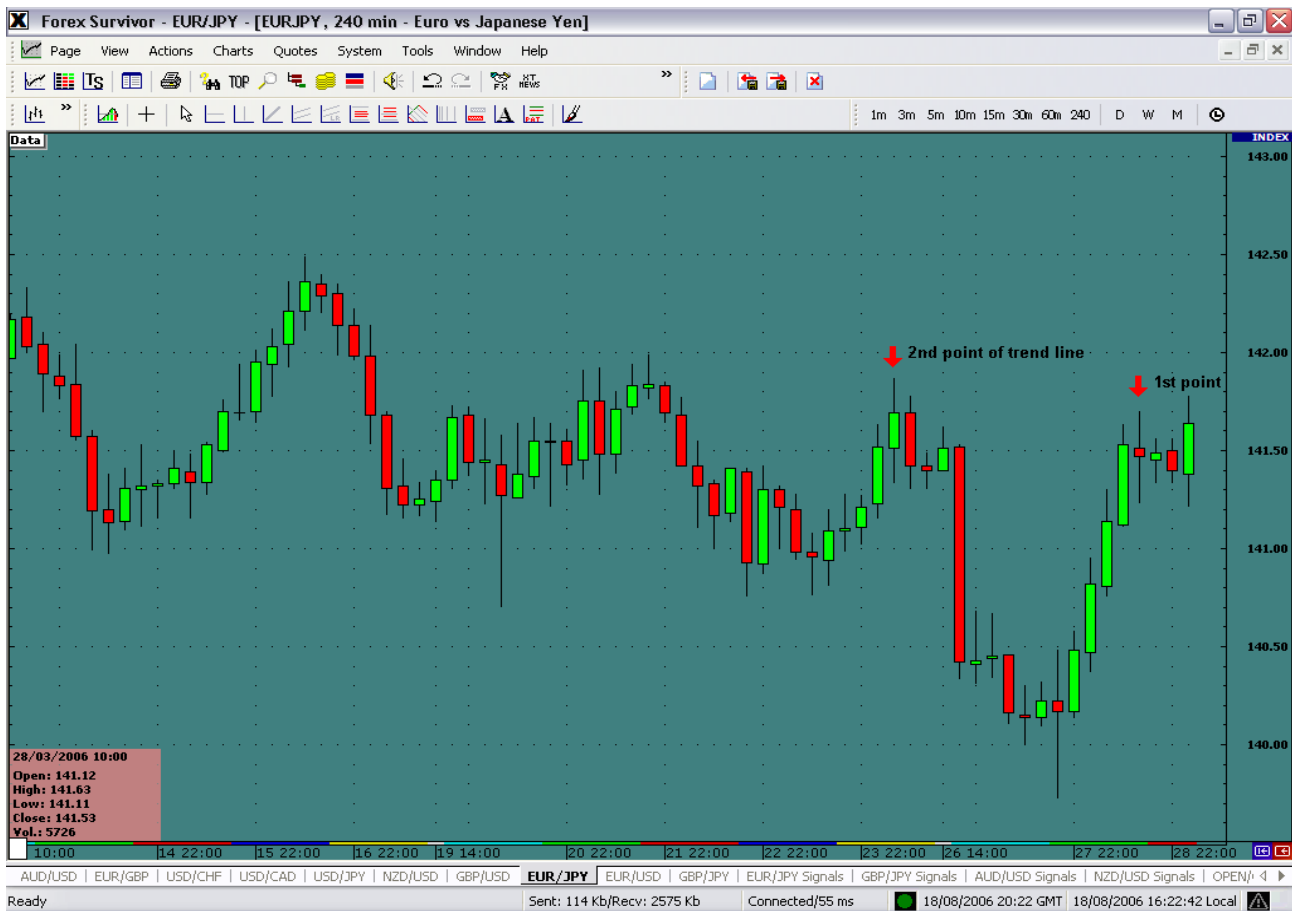 X Forex Survivor - EUR/JPY - [EURJPY , 240 min - Euro vs Japanese Yen]
Page View Actions Charts Quotes System Tools Window Help
TS TOP FX XT NEWS »
» A PAT 1m 3m 5m 10m 15m 30m 60m 240 D W M
Data INDEX
143.00
142.50
2nd point of trend line 142.00
1st point
141.50
141.00
140.50
140.00
28/03/2006 10:00
Open: 141.12
High: 141.63
Low: 141.11
Close: 141.53
Vol.: 5726
10:00 14 22:00 15 22:00 16 22:00 19 14:00 20 22:00 21 22:00 22 22:00 23 22:00 26 14:00 27 22:00 28 22:00
AUD/USD | EUR/GBP | USD/CHF | USD/CAD | USD/JPY | NZD/USD | GBP/USD | EUR/JPY | EUR/USD | GBP/JPY | EUR/JPY Signals | GBP/JPY Signals | AUD/USD Signals | NZD/USD Signals | OPEN/
Ready Sent: 114 Kb/Recv: 2575 Kb Connected/55 ms 18/08/2006 20:22 GMT 18/08/2006 16:22:42 Local